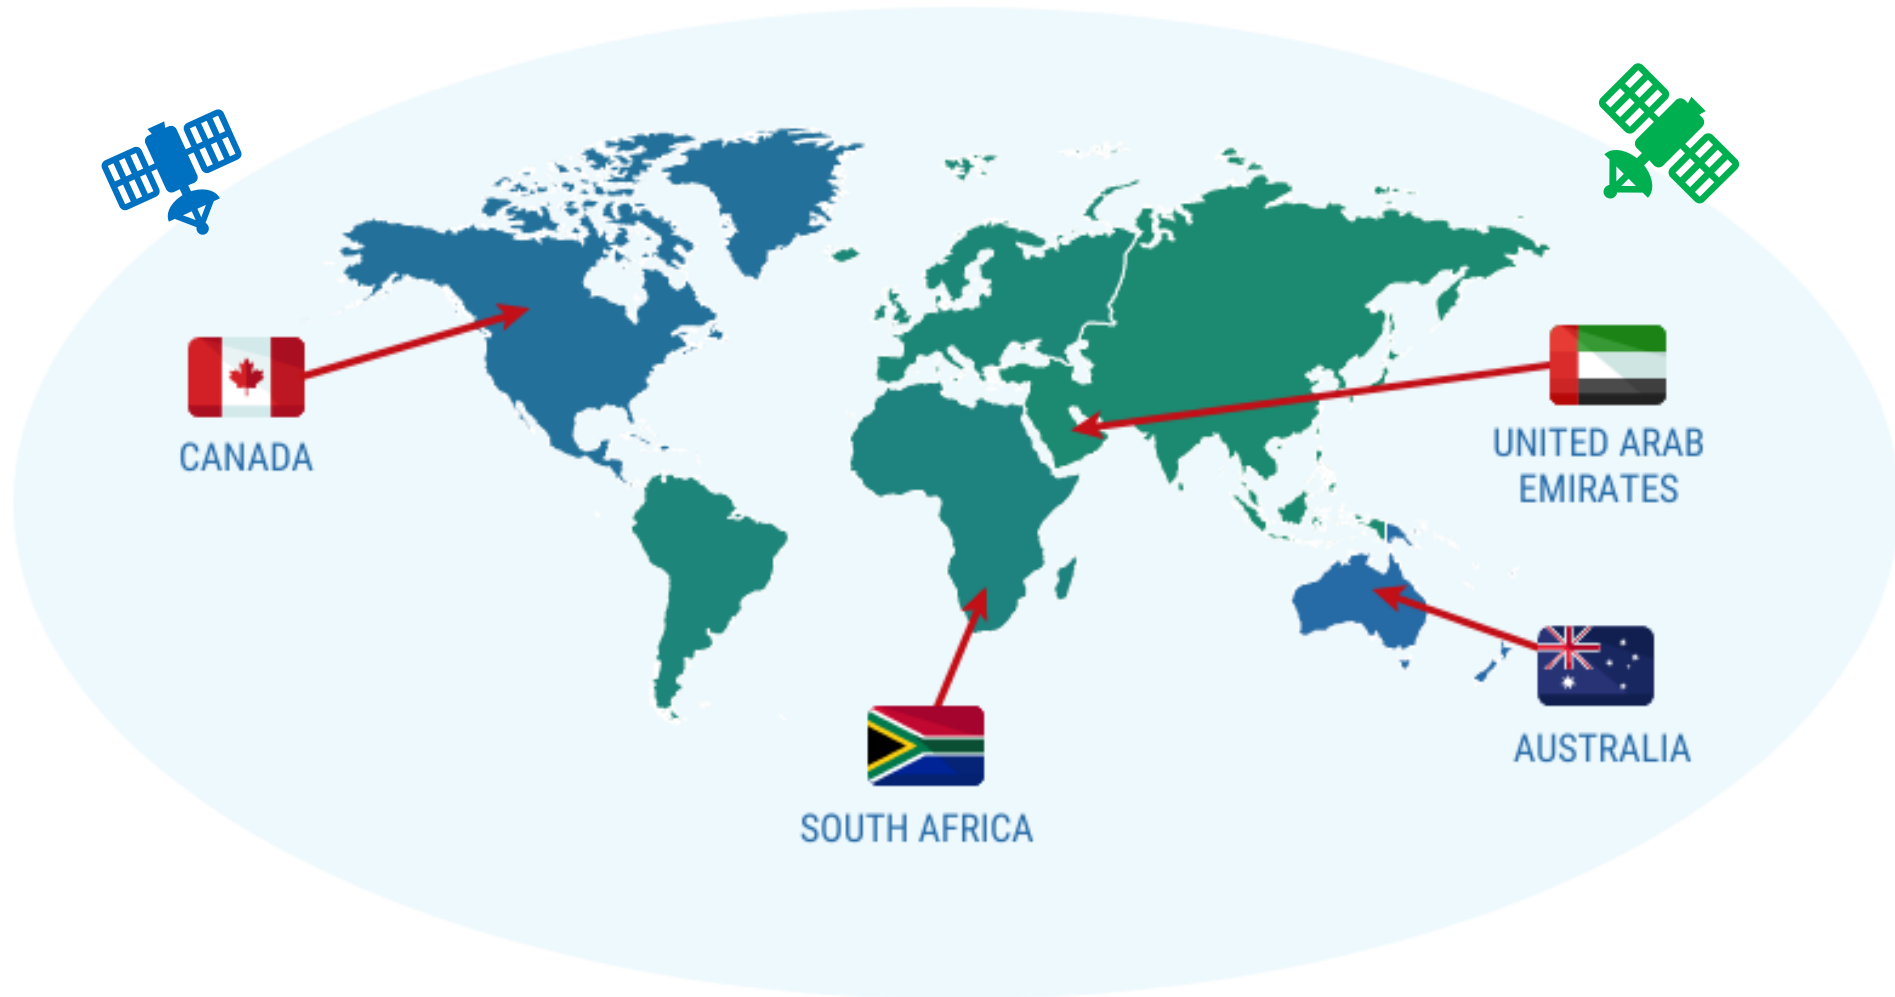 CANADA
UNITED ARAB
EMIRATES
AUSTRALIA
SOUTH AFRICA